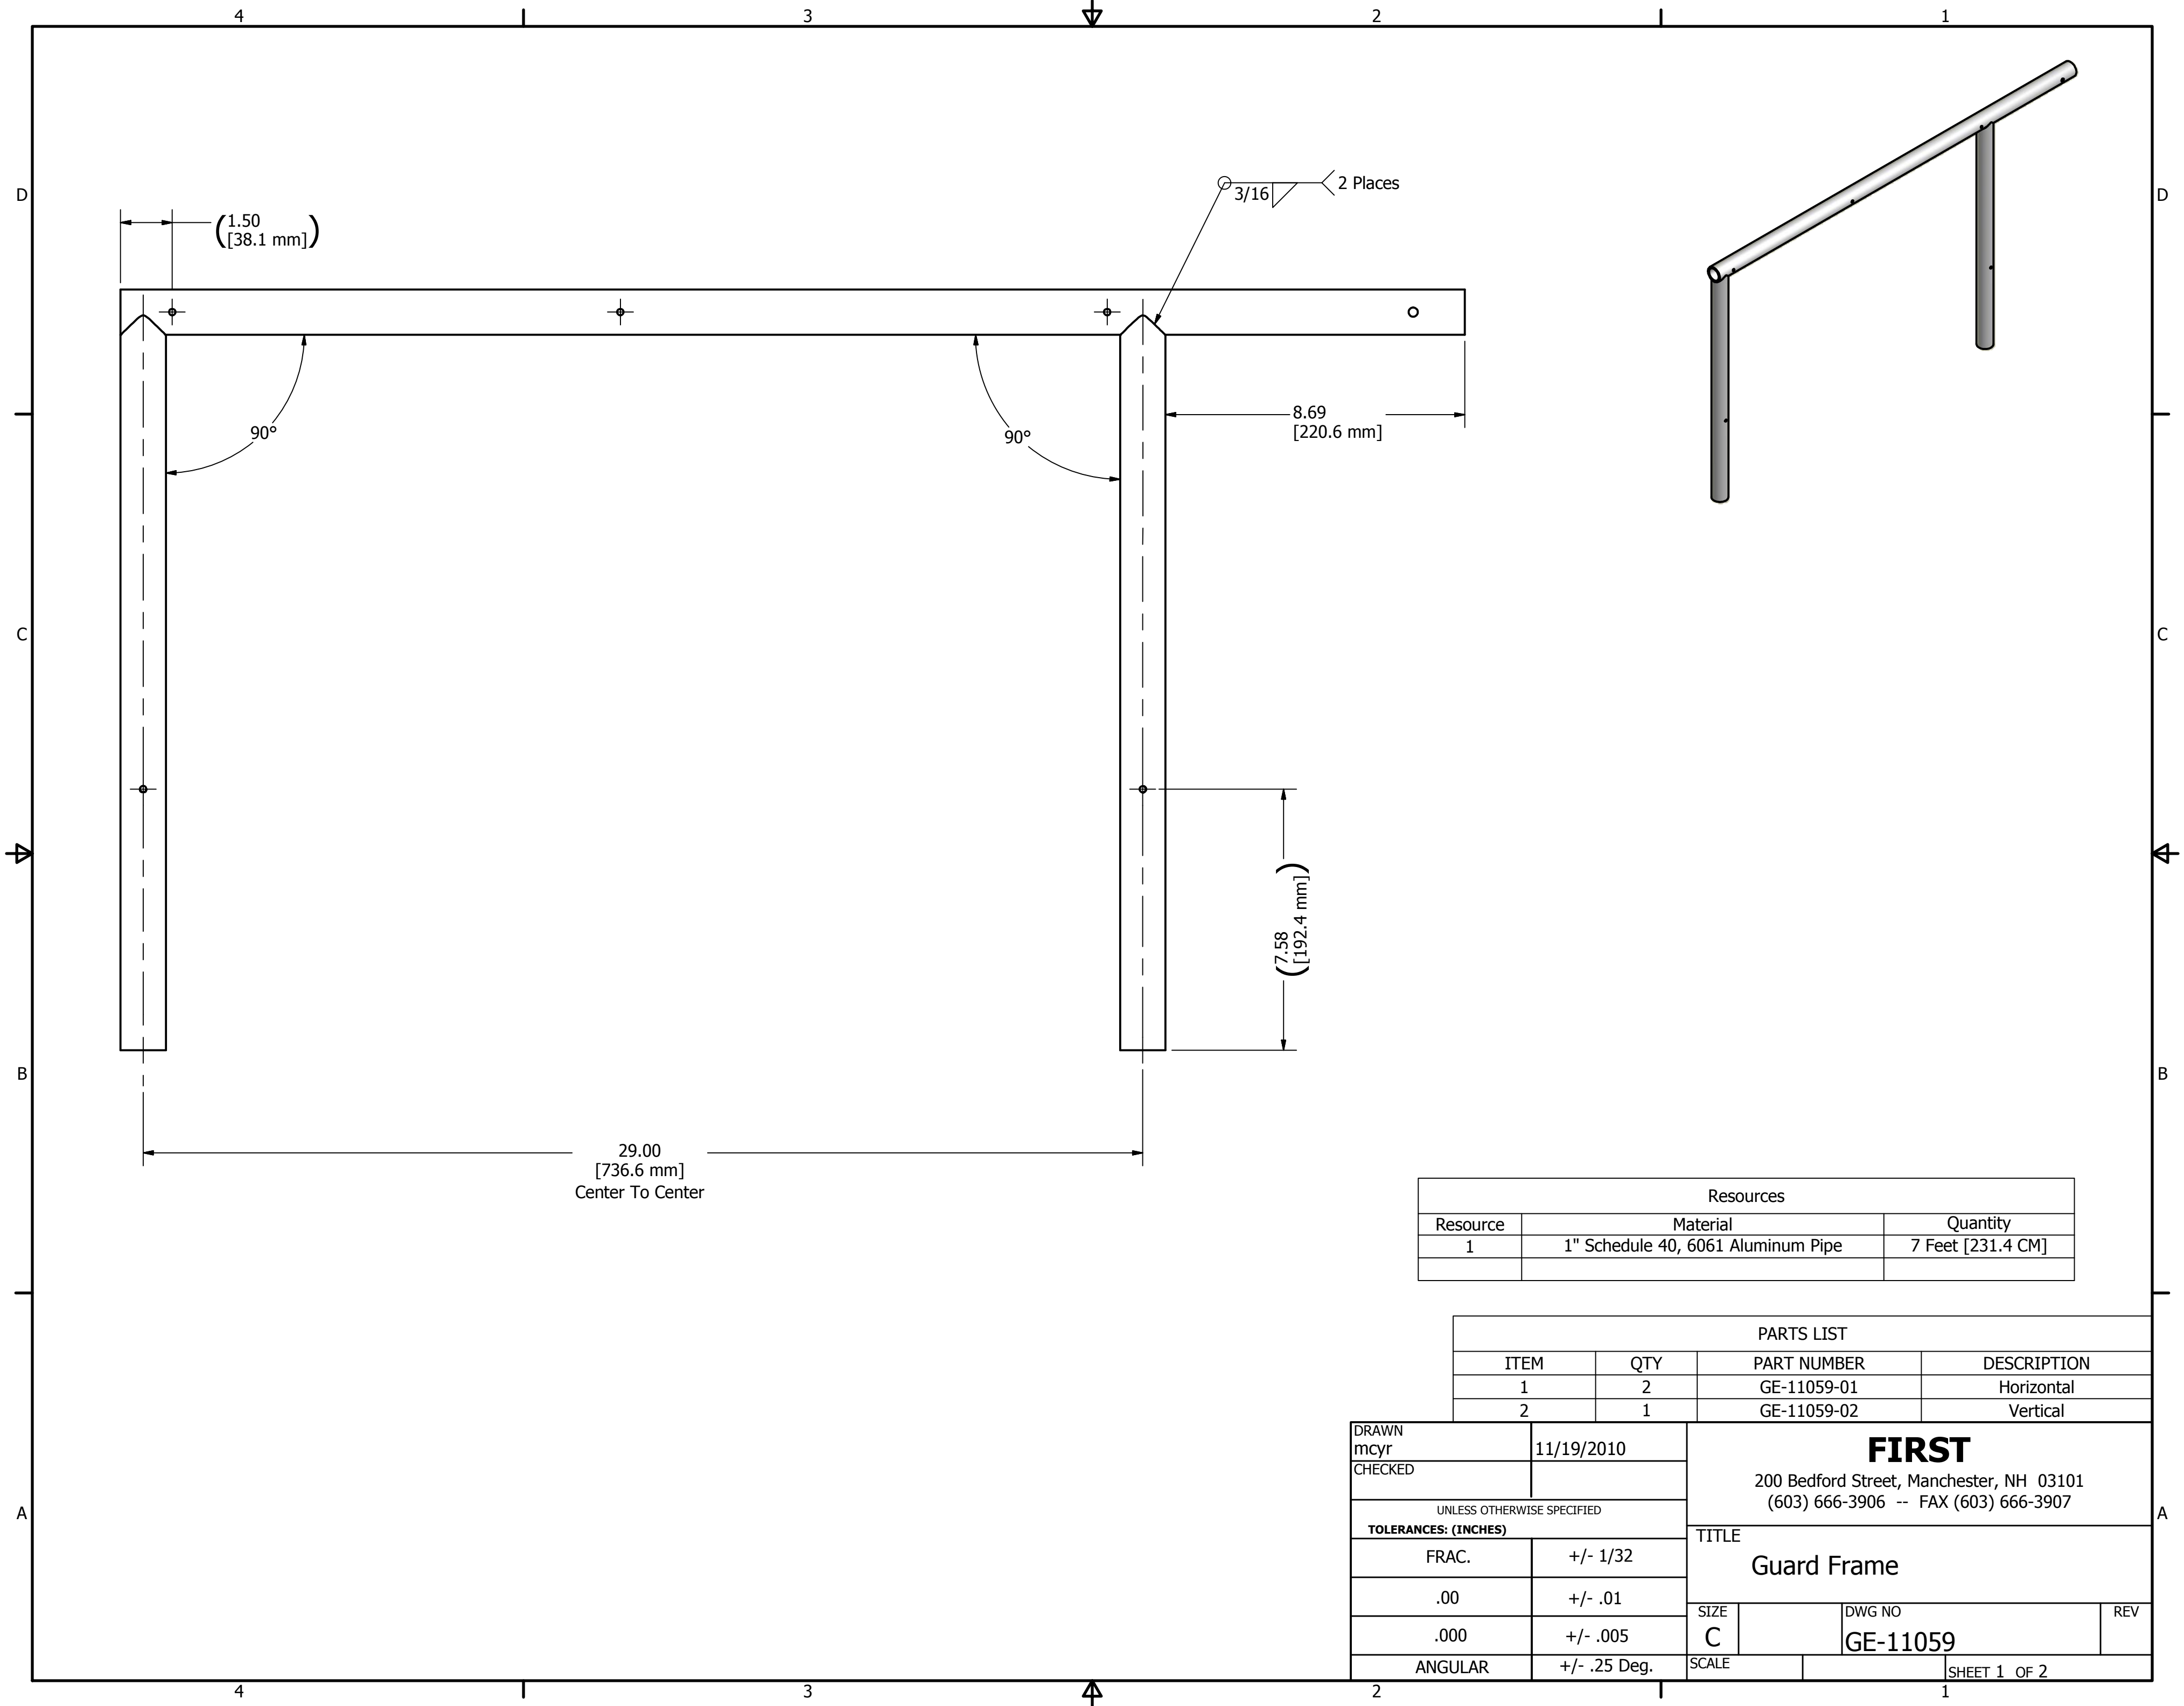 4 3 2 1
D D
C C
B B
A A
(1.50
[38.1 mm])
3/16 2 Places
90°
90°
8.69
[220.6 mm]
(7.58
[192.4 mm])
29.00
[736.6 mm]
Center To Center
Resources
Resource Material Quantity
1 1" Schedule 40, 6061 Aluminum Pipe 7 Feet [231.4 CM]
PARTS LIST
ITEM QTY PART NUMBER DESCRIPTION
1 2 GE-11059-01 Horizontal
2 1 GE-11059-02 Vertical
DRAWN
mcyr 11/19/2010
CHECKED
UNLESS OTHERWISE SPECIFIED
TOLERANCES: (INCHES)
FRAC. +/- 1/32
.00 +/- .01
.000 +/- .005
ANGULAR +/- .25 Deg.
FIRST
200 Bedford Street, Manchester, NH 03101
(603) 666-3906 -- FAX (603) 666-3907
TITLE
Guard Frame
SIZE DWG NO REV
C GE-11059
SCALE SHEET 1 OF 2
4 3 2 1